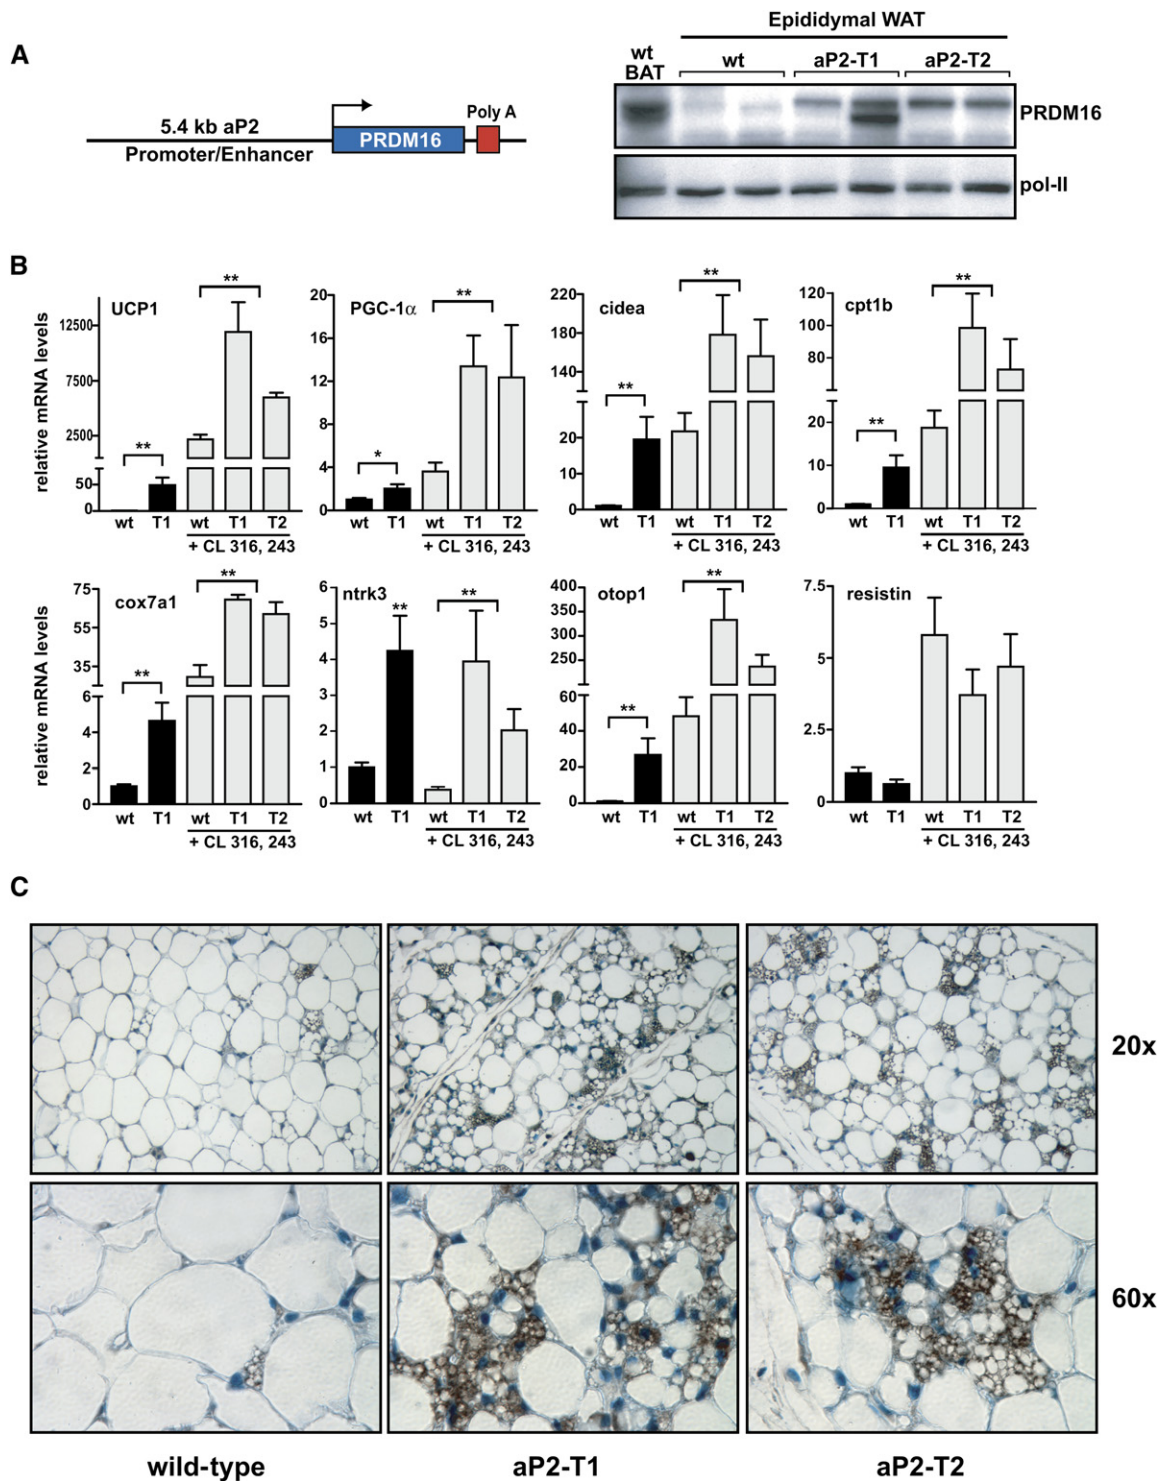 A
5.4 kb aP2
Promoter/Enhancer
PRDM16
Poly A
Epididymal WAT
wt
BAT
wt
aP2-T1
aP2-T2
PRDM16
pol-II
B
relative mRNA levels
UCP1
12500
7500
2500
50
0
**
**
wt T1 wt T1 T2
+ CL 316, 243
PGC-1α
20
16
12
8
4
0
*
**
wt T1 wt T1 T2
+ CL 316, 243
cidea
220
180
140
20
10
0
**
**
wt T1 wt T1 T2
+ CL 316, 243
cpt1b
120
100
80
20
10
0
**
**
wt T1 wt T1 T2
+ CL 316, 243
relative mRNA levels
cox7a1
75
55
35
6
4
2
0
**
**
wt T1 wt T1 T2
+ CL 316, 243
ntrk3
6
5
4
3
2
1
0
**
**
wt T1 wt T1 T2
+ CL 316, 243
otop1
400
350
300
250
60
40
20
0
**
**
wt T1 wt T1 T2
+ CL 316, 243
resistin
7.5
5
2.5
0
wt T1 wt T1 T2
+ CL 316, 243
C
20x
60x
wild-type
aP2-T1
aP2-T2